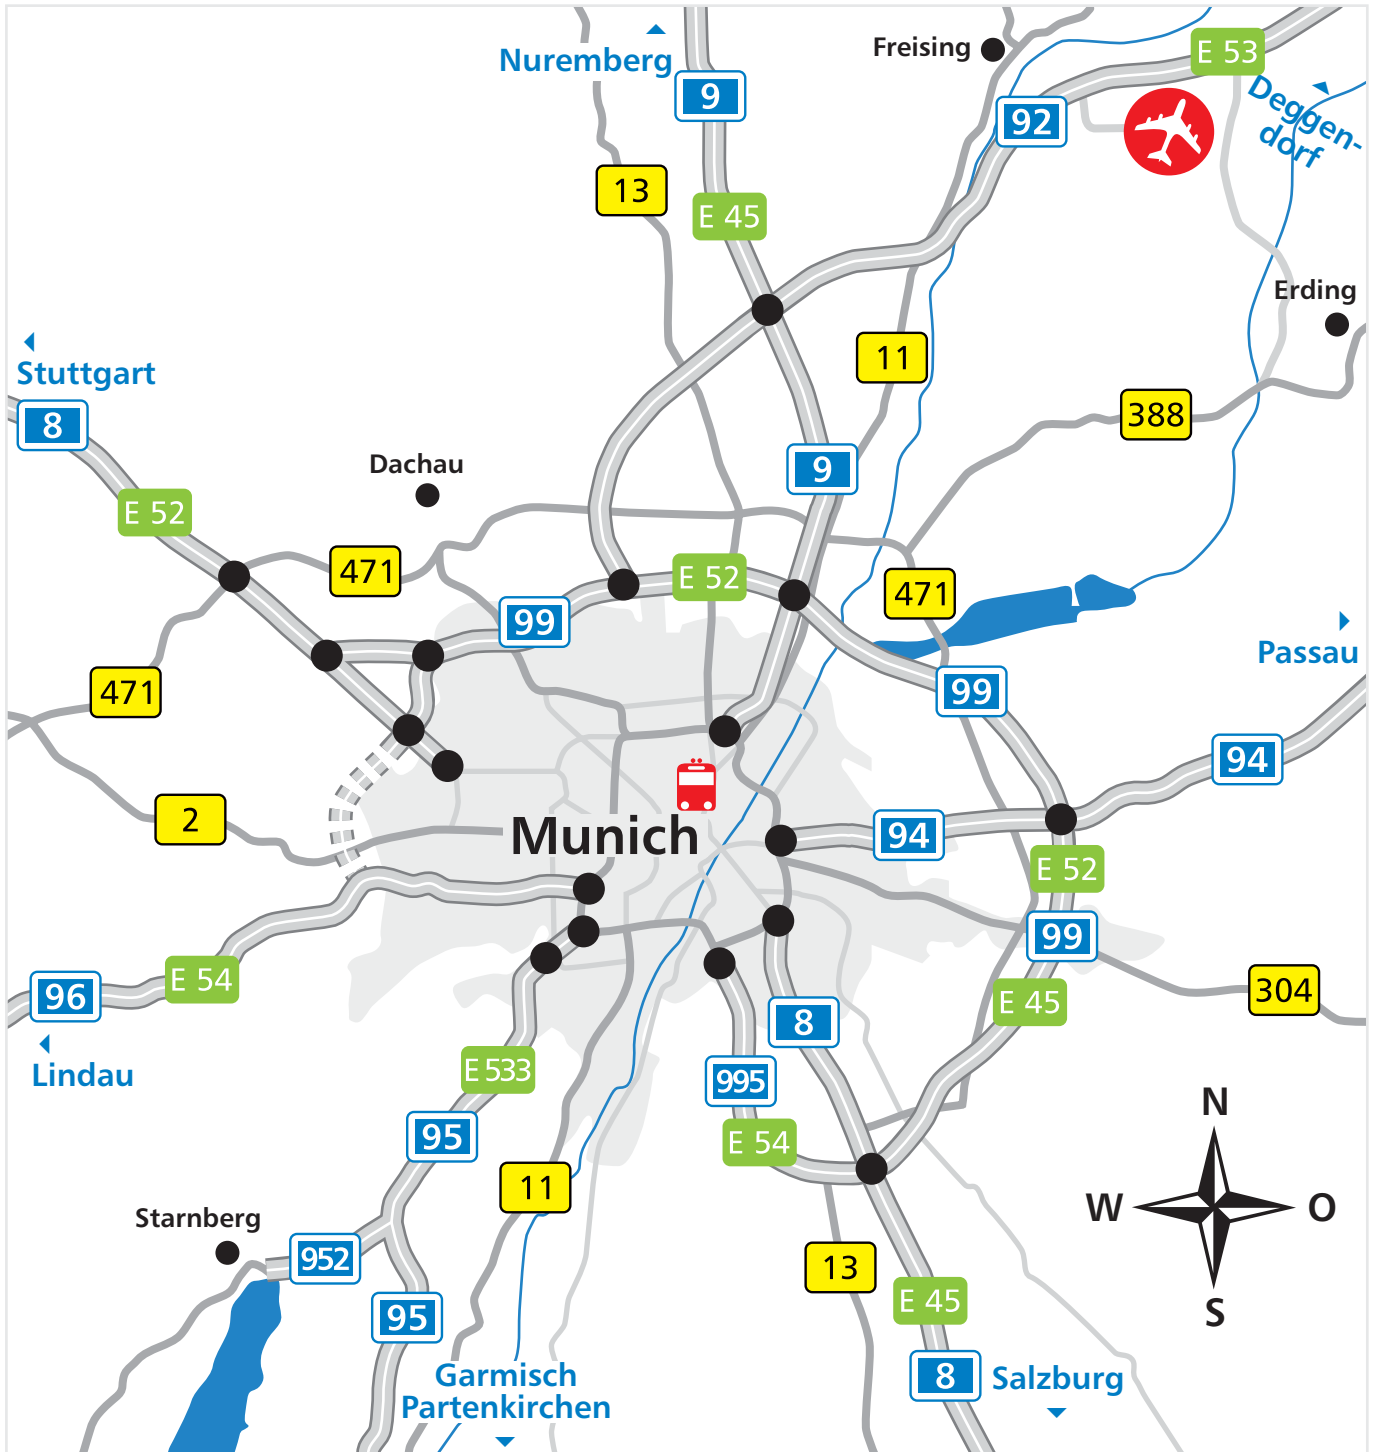 Nuremberg
Freising
E 53
9
92
Deggen-
dorf
13
E 45
Erding
Stuttgart
11
8
388
Dachau
9
E 52
471
E 52
471
99
Passau
471
99
94
2
Munich
94
E 52
99
E 54
304
96
E 45
8
Lindau
E 533
995
95
E 54
N
11
W
O
Starnberg
952
13
S
E 45
95
Garmisch
Partenkirchen
8
Salzburg